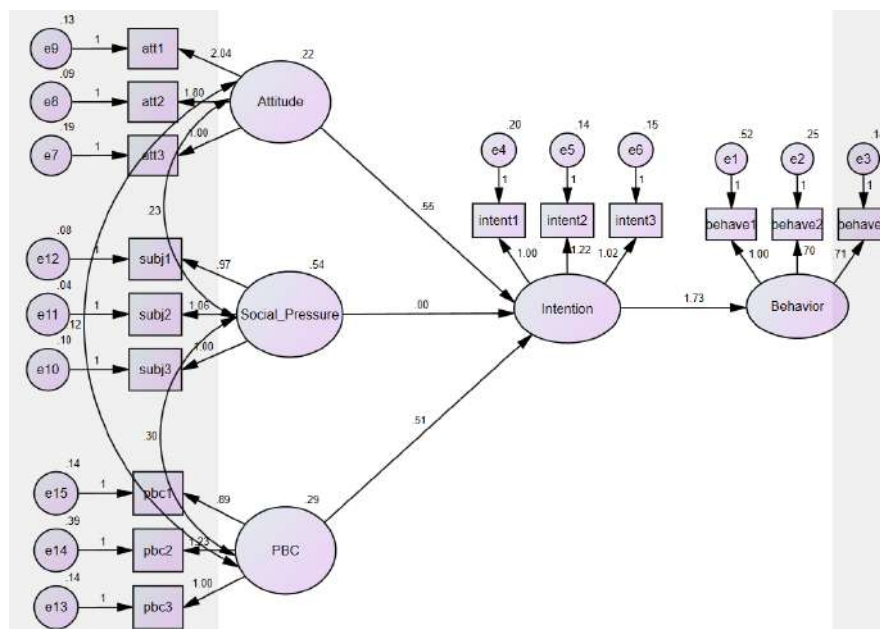 .13
e9
1
att1
2.04
.22
.09
e8
1
att2
1.80
Attitude
.19
e7
1
att3
1.00
.23
.08
e12
1
subj1
.97
.54
.04
e11
subj2
1.06
Social_Pressure
.12
.10
e10
1
subj3
1.00
.30
.14
e15
1
pbc1
.89
.29
.39
e14
1
pbc2
1.23
PBC
.14
e13
1
pbc3
1.00
.55
.00
.51
.20
.14
.15
e4
e5
e6
1
1
1
intent1
intent2
intent3
1.00
1.22
1.02
Intention
1.73
.52
.25
e1
e2
e3
1
1
1
behave1
behave2
behave
1.00
.70
.71
Behavior